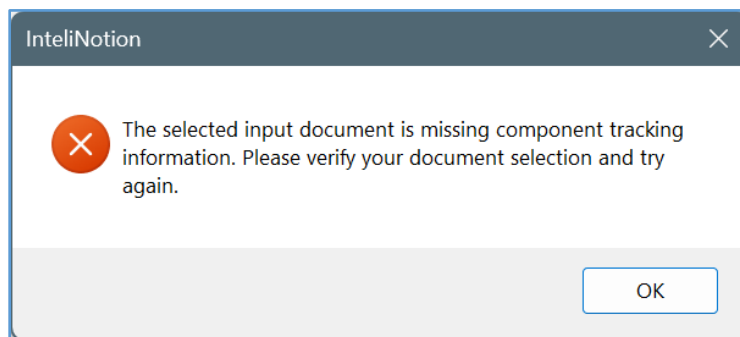 InteliNotion
The selected input document is missing component tracking
information. Please verify your document selection and try
again.
OK